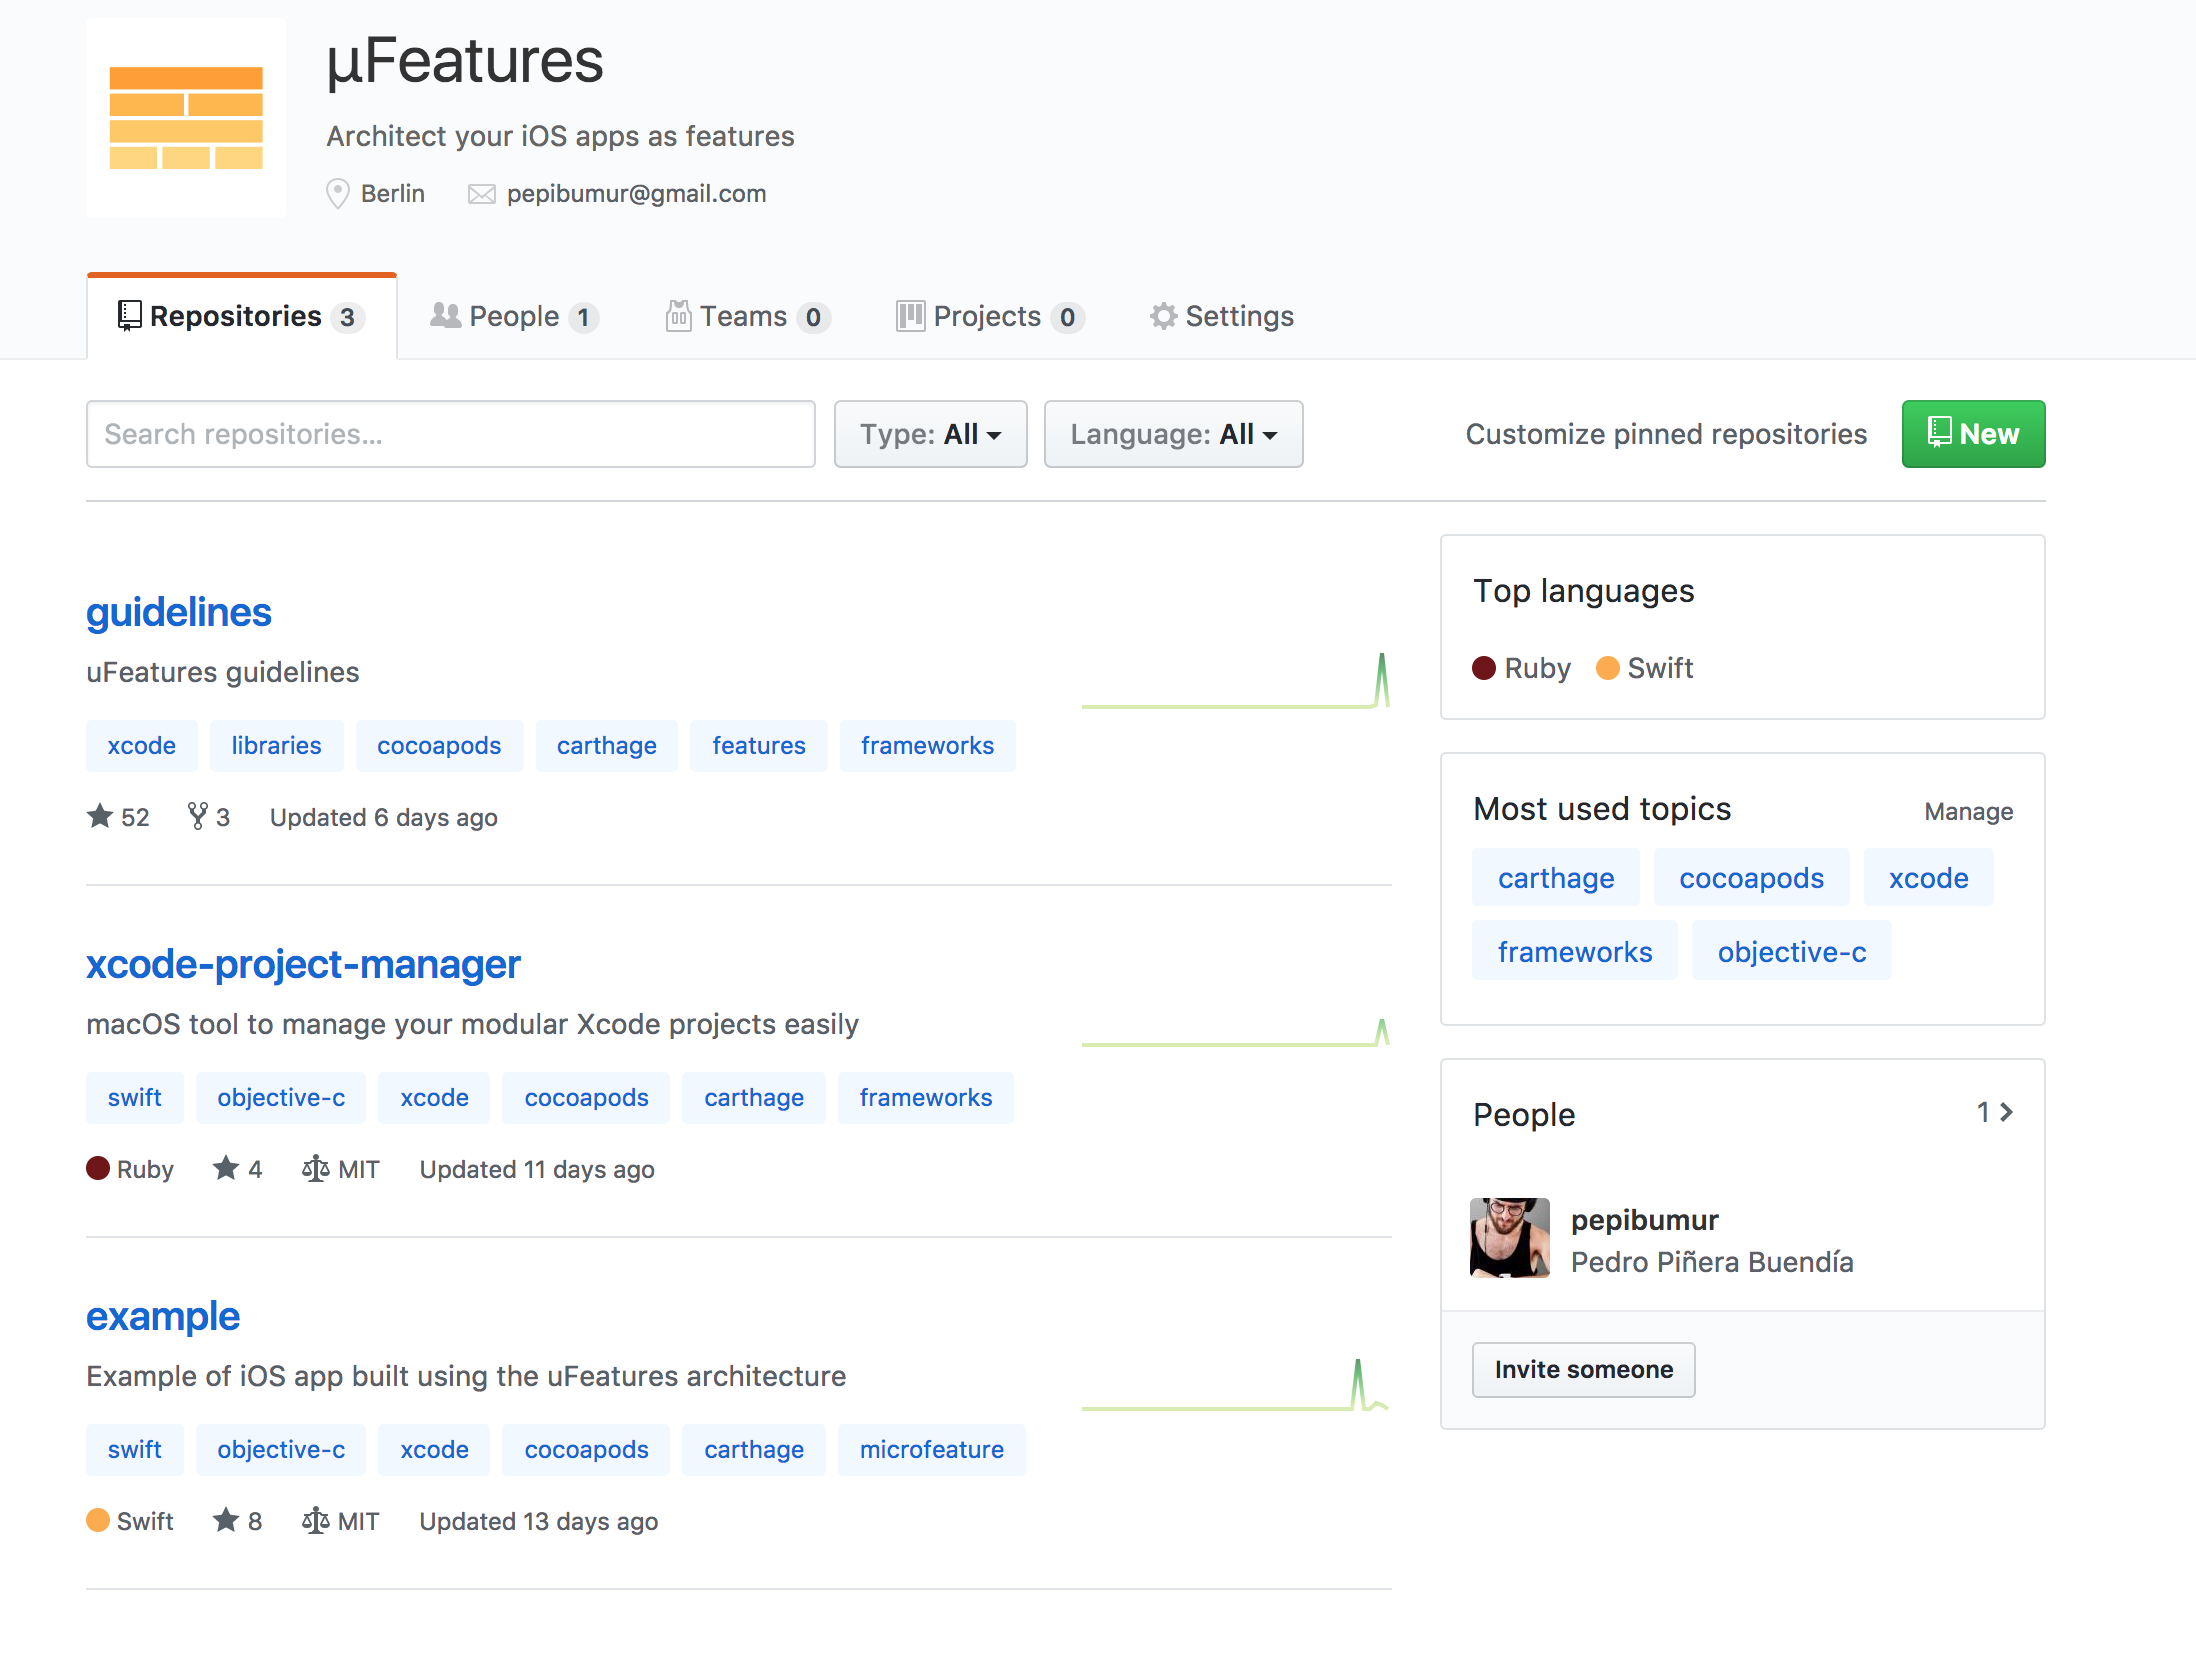 µFeatures
Architect your iOS apps as features
Berlin pepibumur@gmail.com
Repositories 3 People 1 Teams 0 Projects 0 Settings
Search repositories... Type: All Language: All Customize pinned repositories New
guidelines
uFeatures guidelines
xcode libraries cocoapods carthage features frameworks
52 3 Updated 6 days ago
xcode-project-manager
macOS tool to manage your modular Xcode projects easily
swift objective-c xcode cocoapods carthage frameworks
Ruby 4 MIT Updated 11 days ago
example
Example of iOS app built using the uFeatures architecture
swift objective-c xcode cocoapods carthage microfeature
Swift 8 MIT Updated 13 days ago
Top languages
Ruby Swift
Most used topics Manage
carthage cocoapods xcode
frameworks objective-c
People 1
pepibumur
Pedro Piñera Buendía
Invite someone